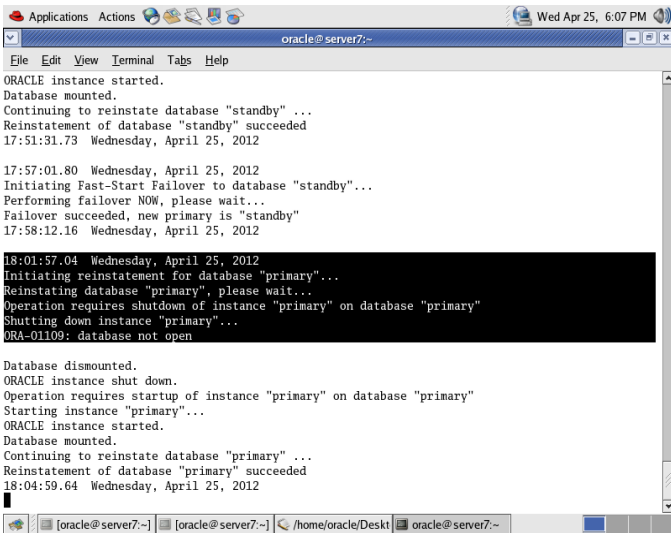 Applications Actions Wed Apr 25, 6:07 PM
oracle@server7:~
File Edit View Terminal Tabs Help
ORACLE instance started.
Database mounted.
Continuing to reinstate database "standby" ...
Reinstatement of database "standby" succeeded
17:51:31.73 Wednesday, April 25, 2012
17:57:01.80 Wednesday, April 25, 2012
Initiating Fast-Start Failover to database "standby"...
Performing failover NOW, please wait...
Failover succeeded, new primary is "standby"
17:58:12.16 Wednesday, April 25, 2012
18:01:57.04 Wednesday, April 25, 2012
Initiating reinstatement for database "primary"...
Reinstating database "primary", please wait...
Operation requires shutdown of instance "primary" on database "primary"
Shutting down instance "primary"...
ORA-01109: database not open
Database dismounted.
ORACLE instance shut down.
Operation requires startup of instance "primary" on database "primary"
Starting instance "primary"...
ORACLE instance started.
Database mounted.
Continuing to reinstate database "primary" ...
Reinstatement of database "primary" succeeded
18:04:59.64 Wednesday, April 25, 2012
[oracle@server7:~] [oracle@server7:~] /home/oracle/Deskt oracle@server7:~